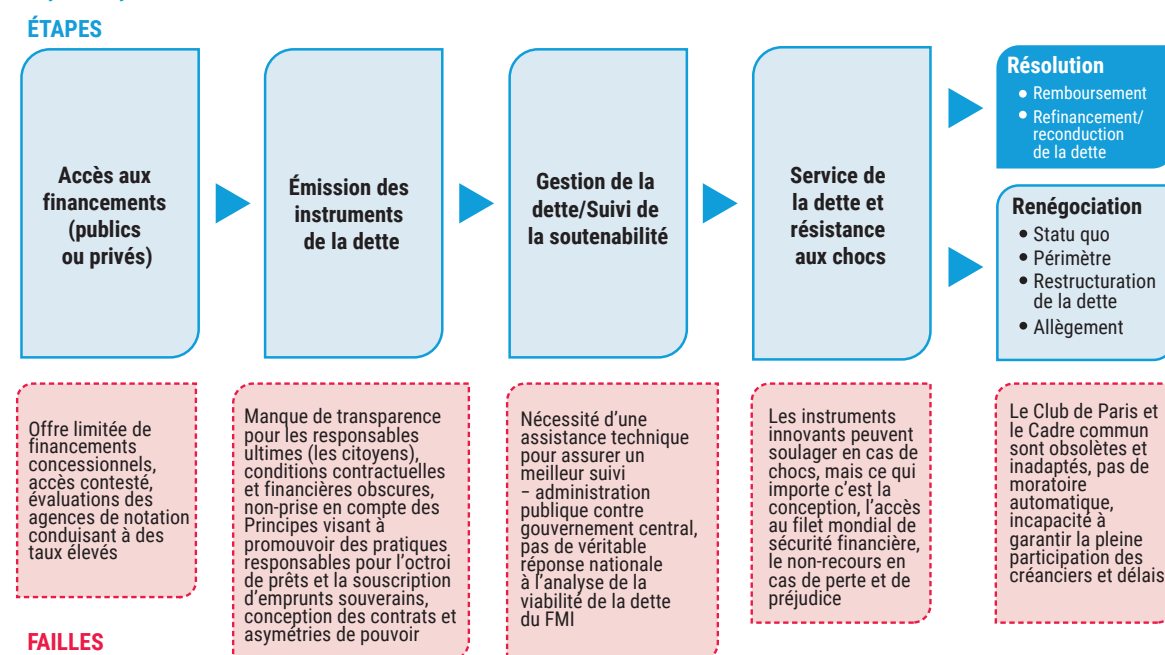 ÉTAPES
Accès aux
financements
(publics
ou privés)
Émission des
instruments
de la dette
Gestion de la
dette/Suivi de
la soutenabilité
Service de
la dette et
résistance
aux chocs
Résolution
• Remboursement
• Refinancement/
reconduction
de la dette
Renégociation
• Statu quo
• Périmètre
• Restructuration
de la dette
• Allègement
Offre limitée de
financements
concessionnels,
accès contesté,
évaluations des
agences de notation
conduisant à des
taux élevés
Manque de transparence
pour les responsables
ultimes (les citoyens),
conditions contractuelles
et financières obscures,
non-prise en compte des
Principes visant à
promouvoir des pratiques
responsables pour l'octroi
de prêts et la souscription
d'emprunts souverains,
conception des contrats et
asymétries de pouvoir
Nécessité d'une
assistance technique
pour assurer un
meilleur suivi
– administration
publique contre
gouvernement central,
pas de véritable
réponse nationale
à l'analyse de la
viabilité de la dette
du FMI
Les instruments
innovants peuvent
soulager en cas de
chocs, mais ce qui
importe c'est la
conception, l'accès
au filet mondial de
sécurité financière,
le non-recours en
cas de perte et de
préjudice
Le Club de Paris et
le Cadre commun
sont obsolètes et
inadaptés, pas de
moratoire
automatique,
incapacité à
garantir la pleine
participation des
créanciers et délais
FAILLES